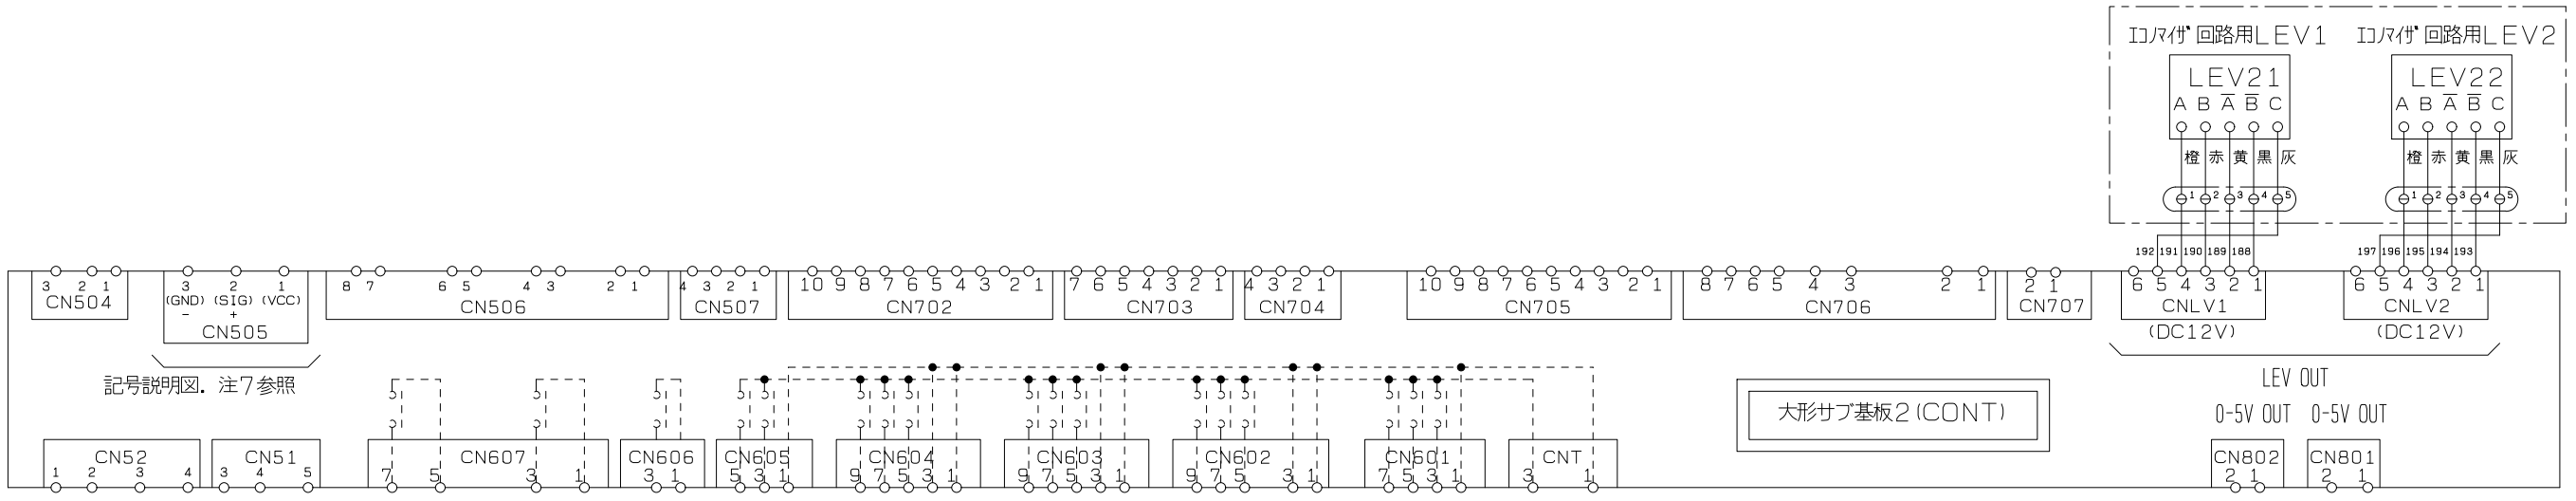 ｴｺﾉﾏｲｻﾞ回路用LEV1 ｴｺﾉﾏｲｻﾞ回路用LEV2
LEV21 LEV22
A B A̅ B̅ C A B A̅ B̅ C
橙 赤 黄 黒 灰 橙 赤 黄 黒 灰
1 2 3 4 5 1 2 3 4 5
192 191 190 189 188 197 196 195 194 193
3 2 1 3 2 1 8 7 6 5 4 3 2 1 4 3 2 1 10 9 8 7 6 5 4 3 2 1 7 6 5 4 3 2 1 4 3 2 1 10 9 8 7 6 5 4 3 2 1 8 7 6 5 4 3 2 1 2 1 6 5 4 3 2 1 6 5 4 3 2 1
(GND) (SIG) (VCC)
− +
CN504 CN505 CN506 CN507 CN702 CN703 CN704 CN705 CN706 CN707 CNLV1 CNLV2
(DC12V) (DC12V)
記号説明図．注7参照
LEV OUT
大形サブ基板2(CONT)
0-5V OUT 0-5V OUT
CN52 CN51 CN607 CN606 CN605 CN604 CN603 CN602 CN601 CNT CN802 CN801
1 2 3 4 3 4 5 7 5 3 1 3 1 5 3 1 9 7 5 3 1 9 7 5 3 1 9 7 5 3 1 7 5 3 1 3 1 2 1 2 1